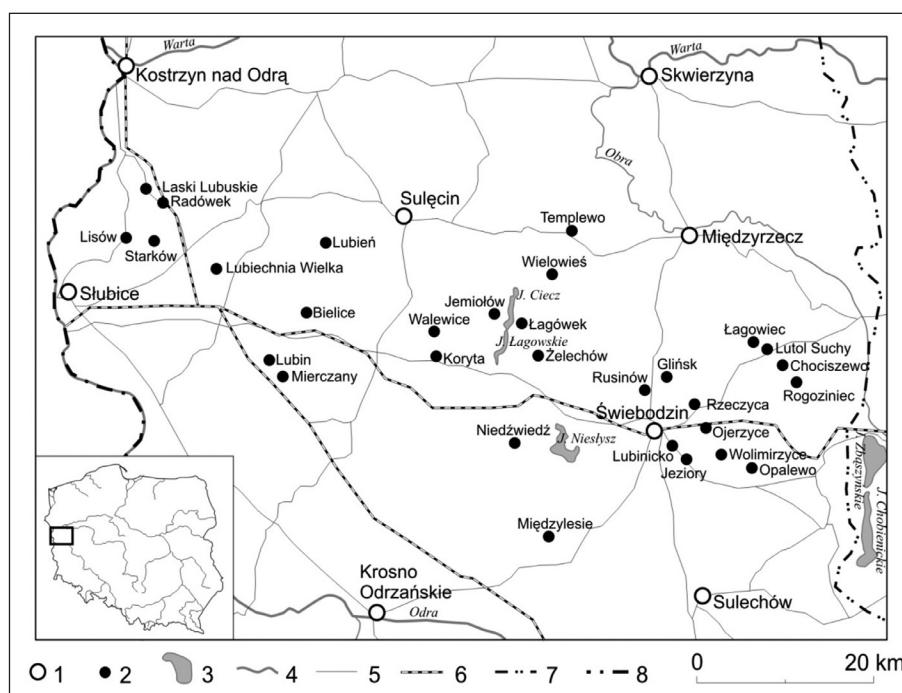 Warta
Kostrzyn nad Odrą
Warta
Skwierzyna
Obra
Laski Lubuskie
Radówek
Sulęcin
Templewo
Międzyrzecz
Lisów
Starków
Lubień
Lubiechnia Wielka
Wielowieś
Słubice
Bielice
Jemiołów
J. Ciecz
Walewice
Łagówek
J. Łagowskie
Koryta
Żelechów
Łagowiec
Lutol Suchy
Chociszewo
Rogoziniec
Lubin
Mierczany
Glińsk
Rusinów
Rzeczyca
Świebodzin
Niedźwiedź
J. Niesłysz
Ojerzyce
Lubinicko
Wolimirzyce
Jeziory
Opalewo
Zbąszyńskie
J. Chobienickie
Międzylesie
Krosno
Odrzańskie
Odra
Sulechów
1 2 3 4 5 6 7 8
0 20 km